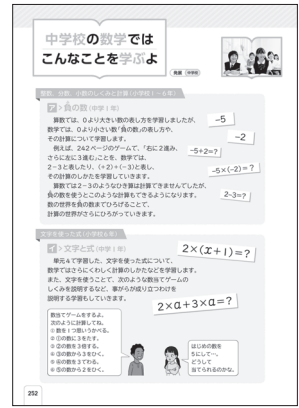 中学校の数学では
こんなことを学ぶよ
発展 中学校
整数、分数、小数のしくみと計算(小学校1〜6年)
ア>負の数(中学1年)
算数では、0より大きい数の表し方を学習しましたが、
数学では、0より小さい数「負の数」の表し方や、
その計算について学習します。
例えば、242ページのゲームで、「右に2進み、
さらに左に3進む」ことを、数学では、
2-3と表したり、(+2)+(-3)と表し、
その計算のしかたを学習していきます。
算数では2-3のようなひき算は計算できませんでしたが、
負の数を使うとこのような計算もできるようになります。
数の世界を負の数までひろげることで、
計算の世界がさらにひろがっていきます。
-5
-2
-5+2=?
-5×(-2)=?
2-3=?
文字を使った式(小学校6年)
イ>文字と式(中学1年)
単元4で学習した、文字を使った式について、
数学ではさらにくわしく計算のしかたなどを学習します。
また、文字を使うことで、次のような数当てゲームの
しくみを説明するなど、事がらが成り立つわけを
説明する学習もしていきます。
2×(x+1)=?
2×a+3×a=?
数当てゲームをするよ。
次のように計算してね。
①数を1つ思いうかべる。
②①の数に3をたす。
③②の数を3倍する。
④③の数から3をひく。
⑤④の数を3でわる。
⑥⑤の数から2をひく。
はじめの数を
5にして…。
どうして
当てられるのかな。
252